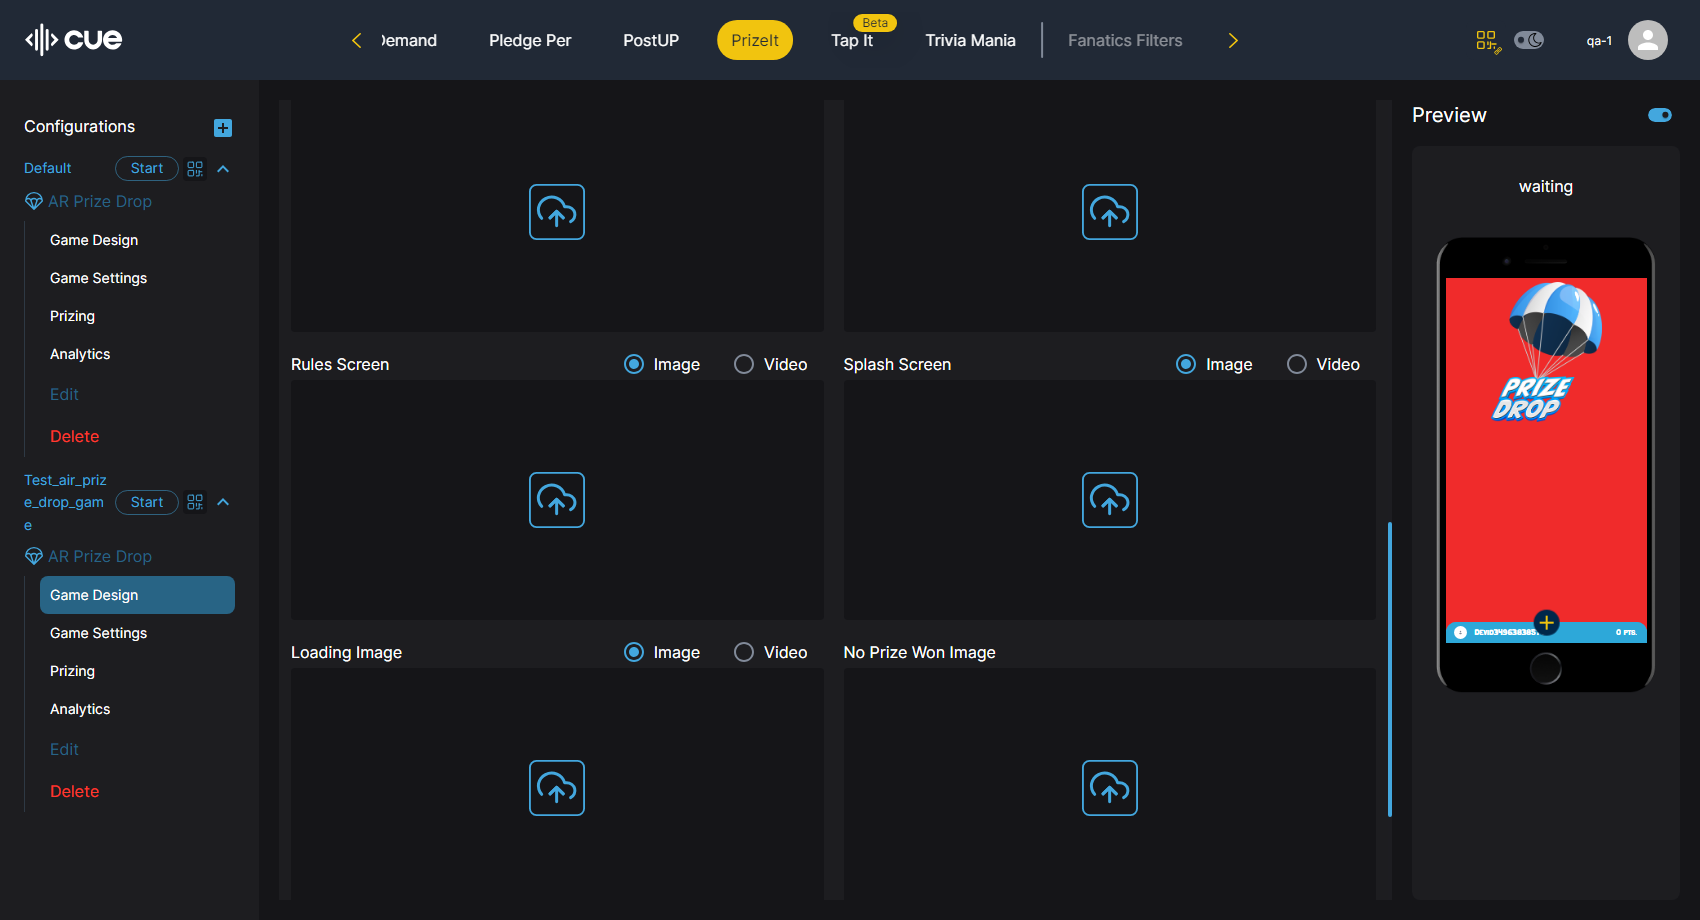 cue
Demand
Pledge Per
PostUP
PrizeIt
Beta
Tap It
Trivia Mania
Fanatics Filters
qa-1
Configurations
Default
Start
AR Prize Drop
Game Design
Game Settings
Prizing
Analytics
Edit
Delete
Test_air_priz
e_drop_gam
e
Start
AR Prize Drop
Game Design
Game Settings
Prizing
Analytics
Edit
Delete
Rules Screen
Image
Video
Splash Screen
Image
Video
Loading Image
Image
Video
No Prize Won Image
Preview
waiting
PRIZE
DROP
0 PTS.